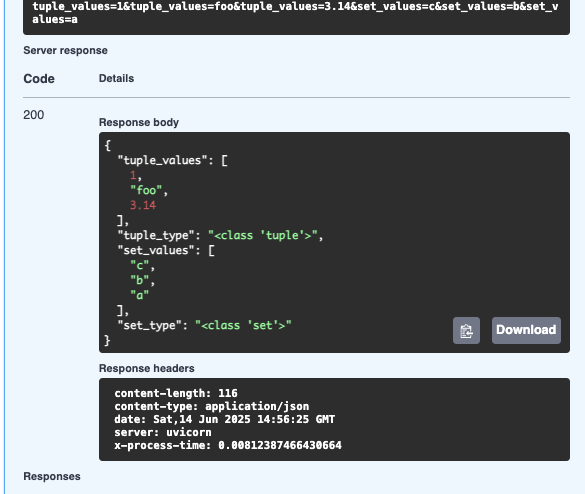 tuple_values=1&tuple_values=foo&tuple_values=3.14&set_values=c&set_values=b&set_v
alues=a
Server response
Code Details
200
Response body
{
  "tuple_values": [
    1,
    "foo",
    3.14
  ],
  "tuple_type": "<class 'tuple'>",
  "set_values": [
    "c",
    "b",
    "a"
  ],
  "set_type": "<class 'set'>"
}
Download
Response headers
content-length: 116
content-type: application/json
date: Sat,14 Jun 2025 14:56:25 GMT
server: uvicorn
x-process-time: 0.00812387466430664
Responses